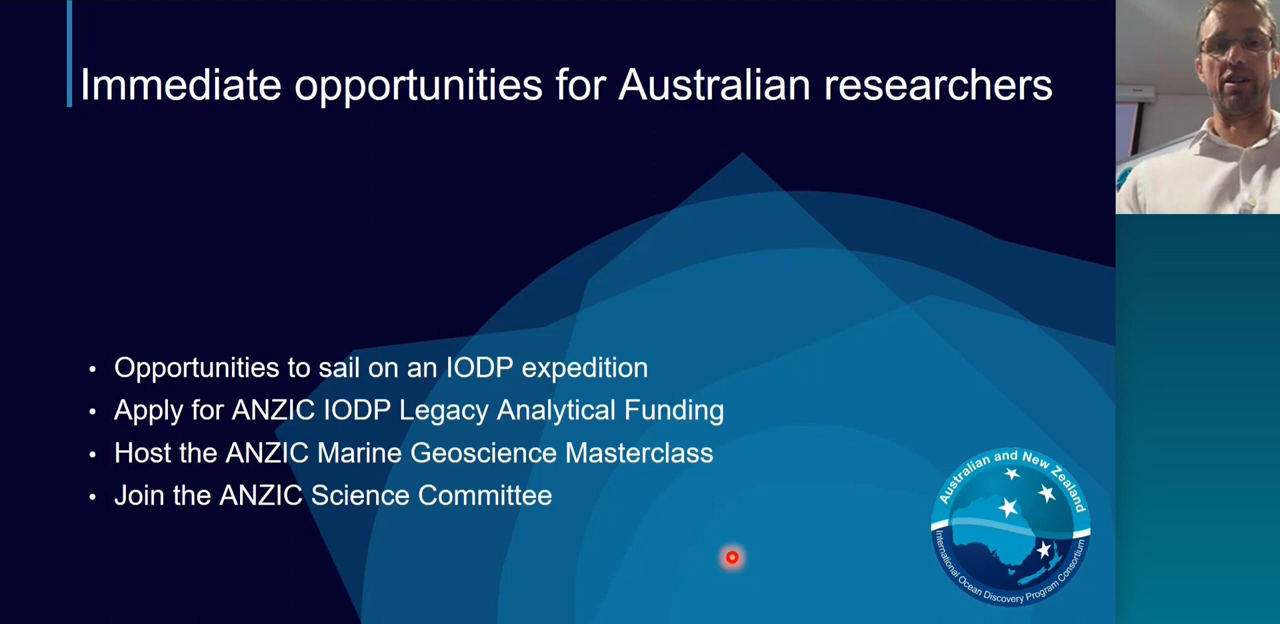 Immediate opportunities for Australian researchers
• Opportunities to sail on an IODP expedition
• Apply for ANZIC IODP Legacy Analytical Funding
• Host the ANZIC Marine Geoscience Masterclass
• Join the ANZIC Science Committee
Australian and New Zealand
International Ocean Discovery Program Consortium